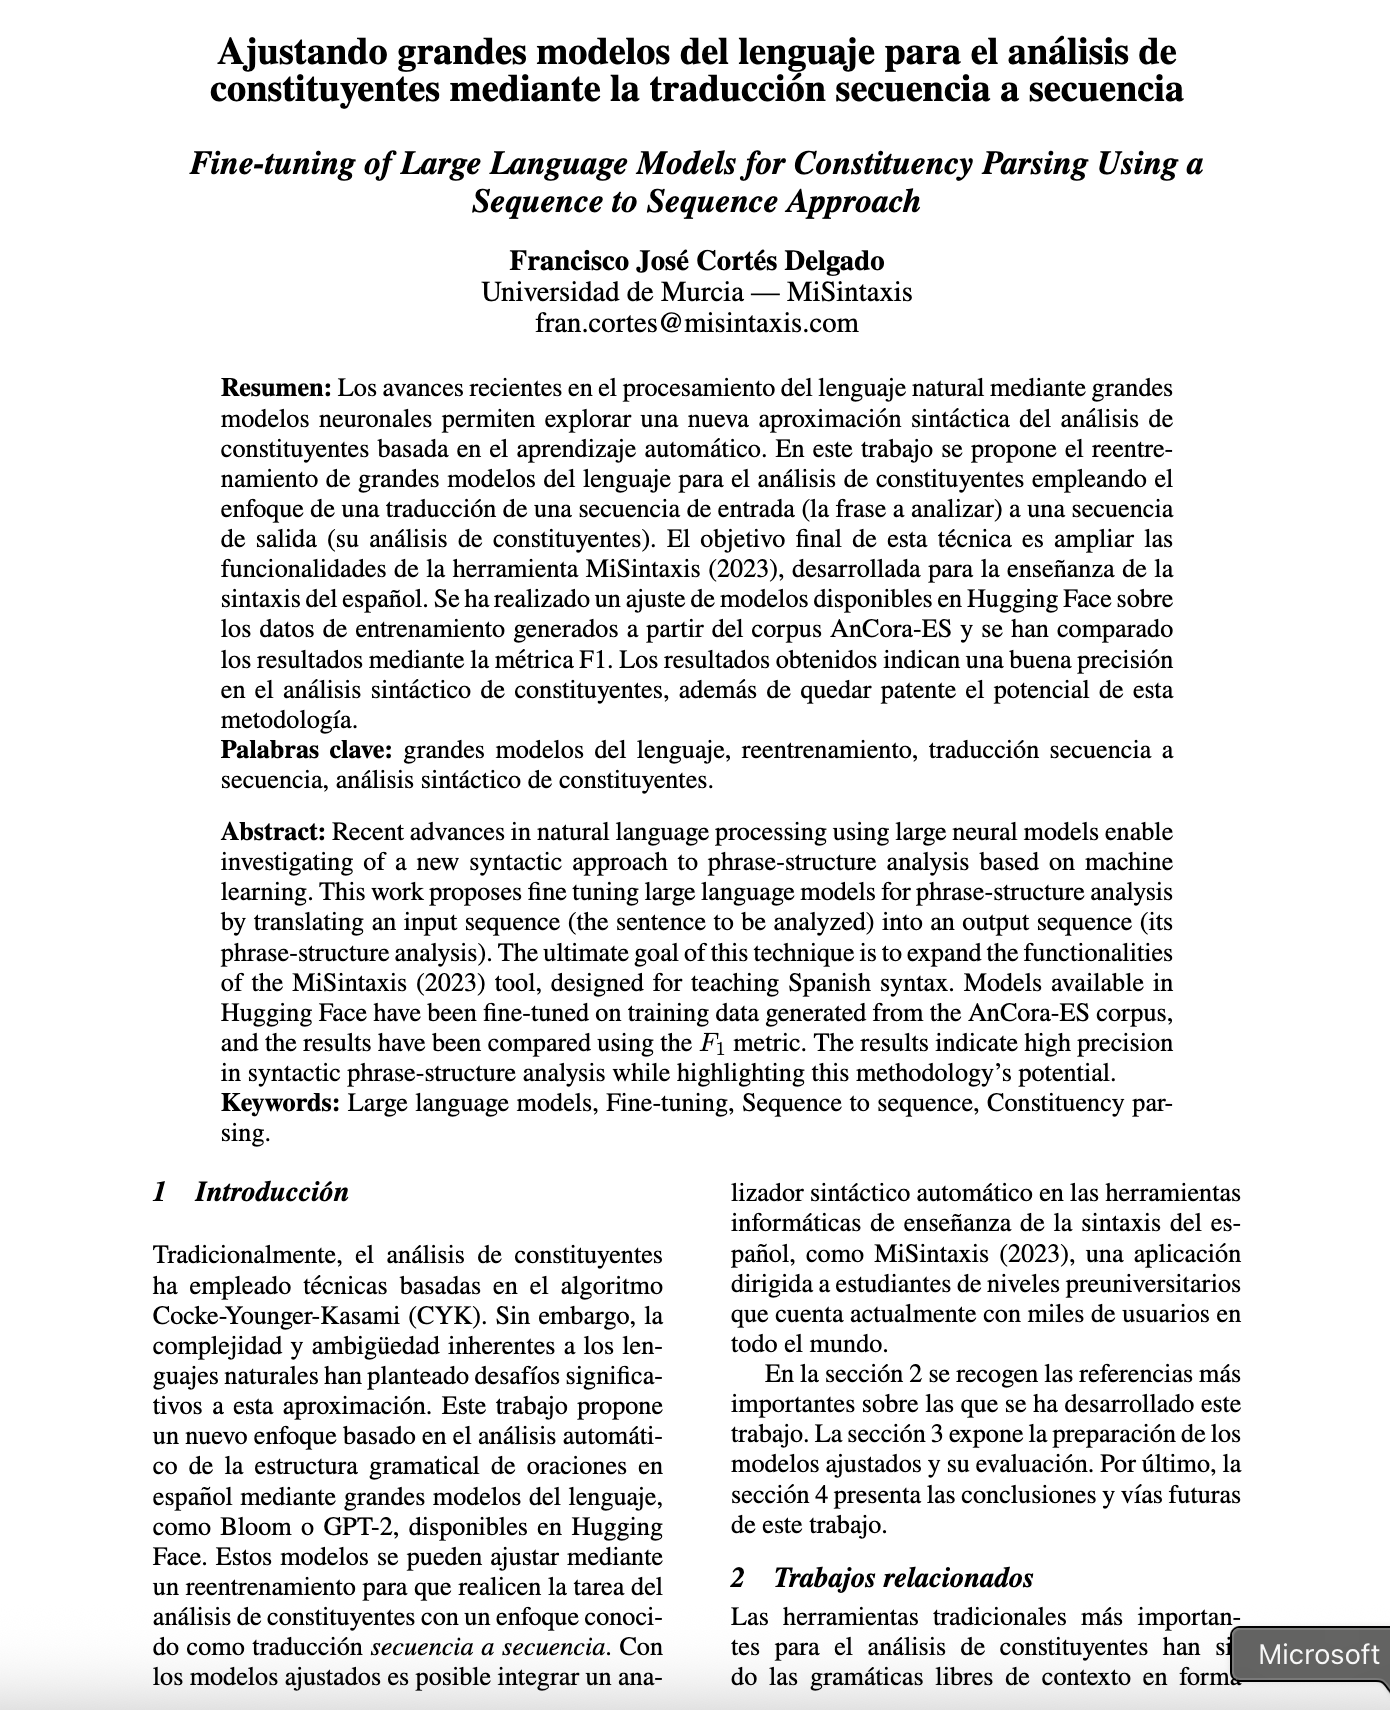 Ajustando grandes modelos del lenguaje para el análisis de
constituyentes mediante la traducción secuencia a secuencia
Fine-tuning of Large Language Models for Constituency Parsing Using a
Sequence to Sequence Approach
Francisco José Cortés Delgado
Universidad de Murcia — MiSintaxis
fran.cortes@misintaxis.com
Resumen: Los avances recientes en el procesamiento del lenguaje natural mediante grandes
modelos neuronales permiten explorar una nueva aproximación sintáctica del análisis de
constituyentes basada en el aprendizaje automático. En este trabajo se propone el reentre-
namiento de grandes modelos del lenguaje para el análisis de constituyentes empleando el
enfoque de una traducción de una secuencia de entrada (la frase a analizar) a una secuencia
de salida (su análisis de constituyentes). El objetivo final de esta técnica es ampliar las
funcionalidades de la herramienta MiSintaxis (2023), desarrollada para la enseñanza de la
sintaxis del español. Se ha realizado un ajuste de modelos disponibles en Hugging Face sobre
los datos de entrenamiento generados a partir del corpus AnCora-ES y se han comparado
los resultados mediante la métrica F1. Los resultados obtenidos indican una buena precisión
en el análisis sintáctico de constituyentes, además de quedar patente el potencial de esta
metodología.
Palabras clave: grandes modelos del lenguaje, reentrenamiento, traducción secuencia a
secuencia, análisis sintáctico de constituyentes.
Abstract: Recent advances in natural language processing using large neural models enable
investigating of a new syntactic approach to phrase-structure analysis based on machine
learning. This work proposes fine tuning large language models for phrase-structure analysis
by translating an input sequence (the sentence to be analyzed) into an output sequence (its
phrase-structure analysis). The ultimate goal of this technique is to expand the functionalities
of the MiSintaxis (2023) tool, designed for teaching Spanish syntax. Models available in
Hugging Face have been fine-tuned on training data generated from the AnCora-ES corpus,
and the results have been compared using the F1 metric. The results indicate high precision
in syntactic phrase-structure analysis while highlighting this methodology's potential.
Keywords: Large language models, Fine-tuning, Sequence to sequence, Constituency par-
sing.
1 Introducción
Tradicionalmente, el análisis de constituyentes
ha empleado técnicas basadas en el algoritmo
Cocke-Younger-Kasami (CYK). Sin embargo, la
complejidad y ambigüedad inherentes a los len-
guajes naturales han planteado desafíos significa-
tivos a esta aproximación. Este trabajo propone
un nuevo enfoque basado en el análisis automáti-
co de la estructura gramatical de oraciones en
español mediante grandes modelos del lenguaje,
como Bloom o GPT-2, disponibles en Hugging
Face. Estos modelos se pueden ajustar mediante
un reentrenamiento para que realicen la tarea del
análisis de constituyentes con un enfoque conoci-
do como traducción secuencia a secuencia. Con
los modelos ajustados es posible integrar un ana-
lizador sintáctico automático en las herramientas
informáticas de enseñanza de la sintaxis del es-
pañol, como MiSintaxis (2023), una aplicación
dirigida a estudiantes de niveles preuniversitarios
que cuenta actualmente con miles de usuarios en
todo el mundo.
En la sección 2 se recogen las referencias más
importantes sobre las que se ha desarrollado este
trabajo. La sección 3 expone la preparación de los
modelos ajustados y su evaluación. Por último, la
sección 4 presenta las conclusiones y vías futuras
de este trabajo.
2 Trabajos relacionados
Las herramientas tradicionales más importan-
tes para el análisis de constituyentes han si
do las gramáticas libres de contexto en forma
Microsoft